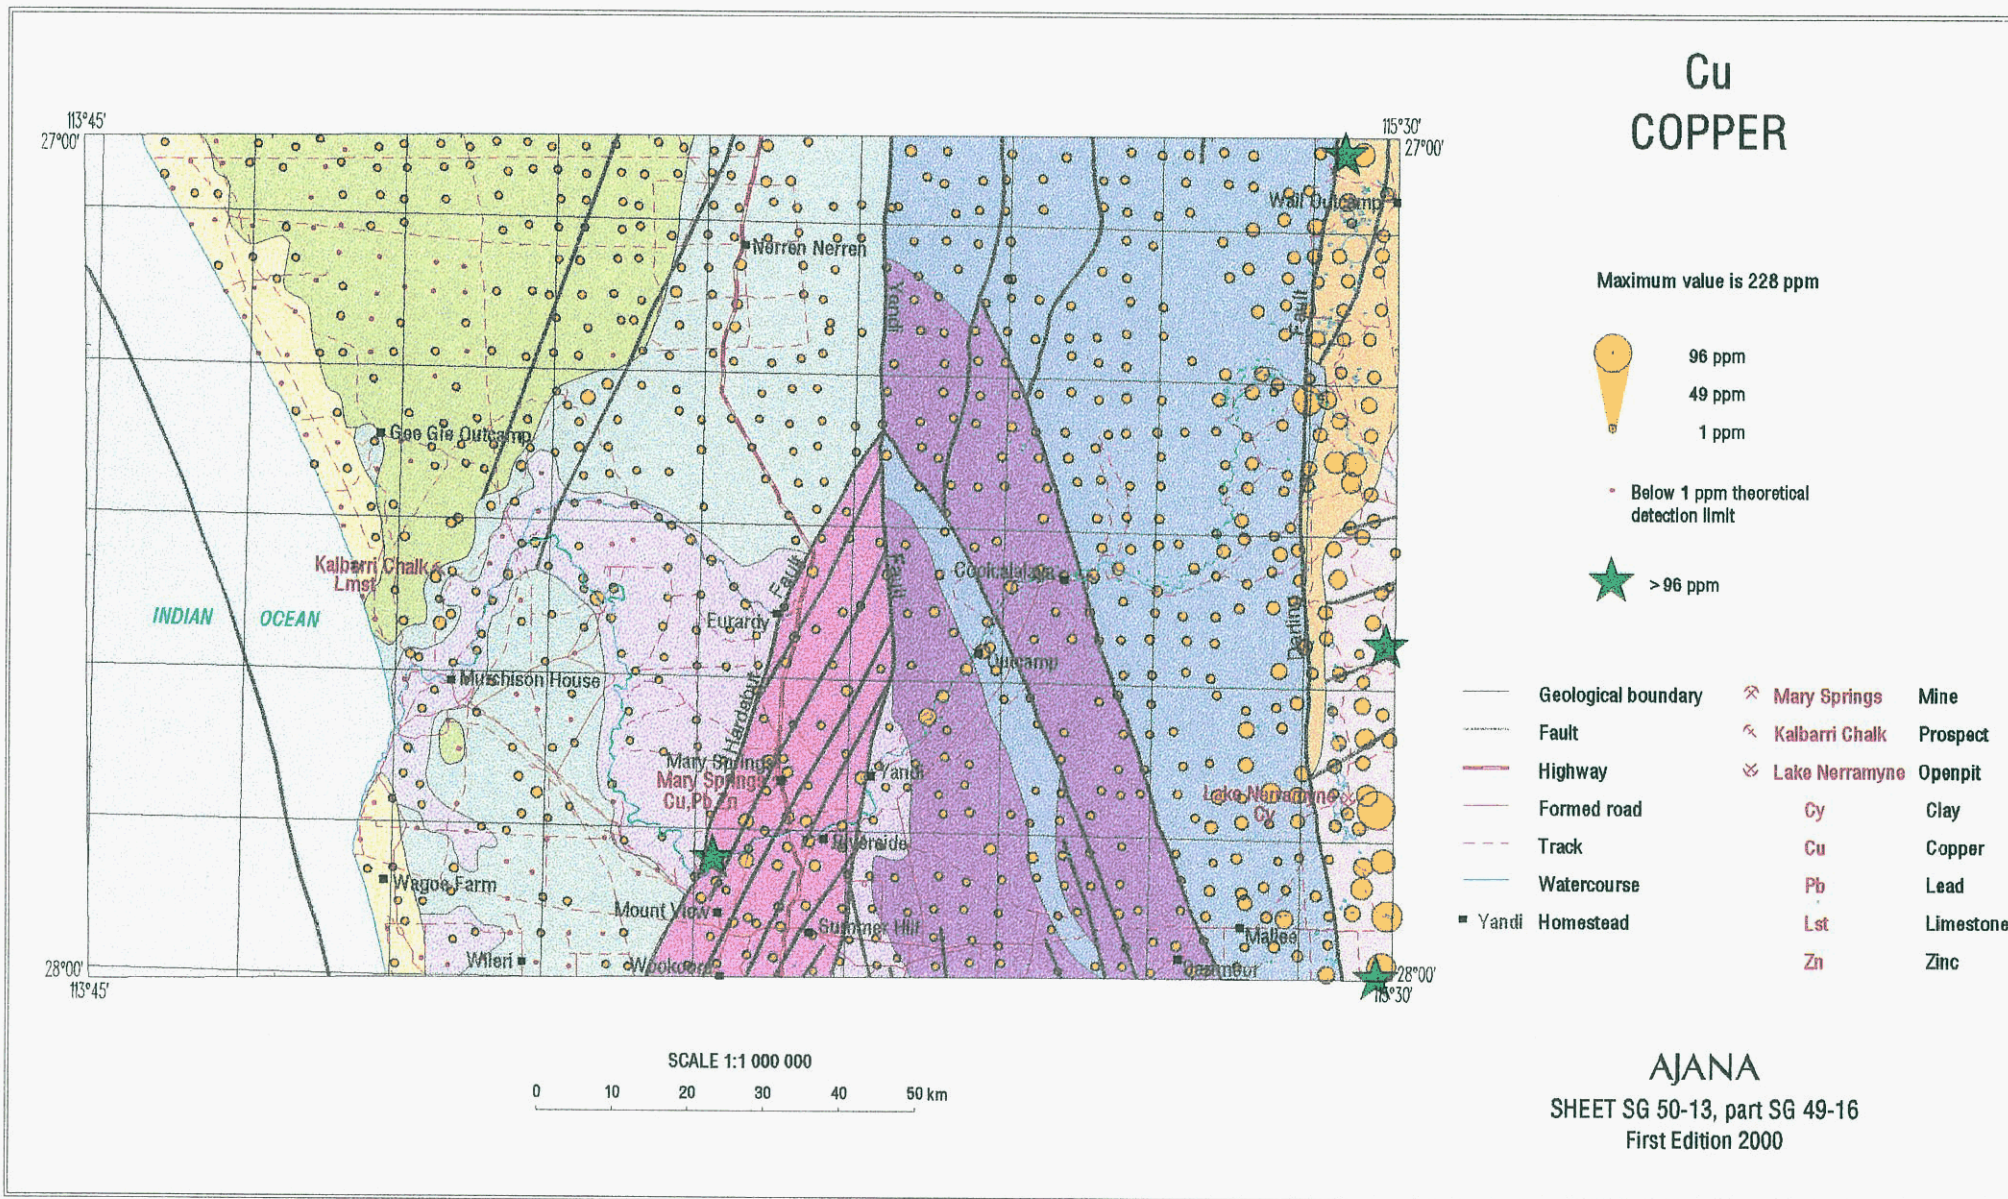 Cu
COPPER
113°45'
27°00'
115°30'
27°00'
Wall Outcamp
Nerren Nerren
Yandi
Fault
Maximum value is 228 ppm
96 ppm
49 ppm
1 ppm
Gee Gie Outcamp
Below 1 ppm theoretical
detection limit
Kalbarri Chalk
Lmst
Fault
Fault
Coolcalalaya
> 96 ppm
INDIAN OCEAN
Eurardy
Darling
Outcamp
Murchison House
Hardabut
Geological boundary
Mary Springs
Mine
Fault
Kalbarri Chalk
Prospect
Mary Springs
Mary Springs
Cu,Pb,Zn
Yandi
Highway
Lake Nerramyne
Openpit
Lake Nerramyne
Cy
Formed road
Cy
Clay
Riverside
Track
Cu
Copper
Wagoe Farm
Watercourse
Pb
Lead
Mount View
Summer Hill
Mallee
Yandi
Homestead
Lst
Limestone
Wileri
Zn
Zinc
28°00'
113°45'
28°00'
115°30'
SCALE 1:1 000 000
0 10 20 30 40 50 km
AJANA
SHEET SG 50-13, part SG 49-16
First Edition 2000